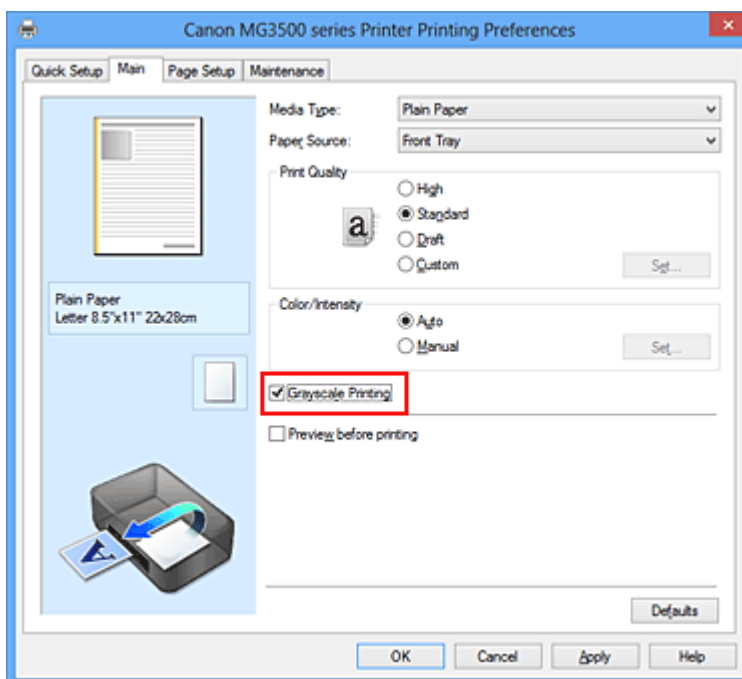 Canon MG3500 series Printer Printing Preferences
Quick Setup Main Page Setup Maintenance
Media Type: Plain Paper
Paper Source: Front Tray
Print Quality
High
a Standard
Draft
Custom Set...
Plain Paper
Letter 8.5"x11" 22x28cm
Color/Intensity
Auto
Manual Set...
Grayscale Printing
Preview before printing
A
Defaults
OK Cancel Apply Help